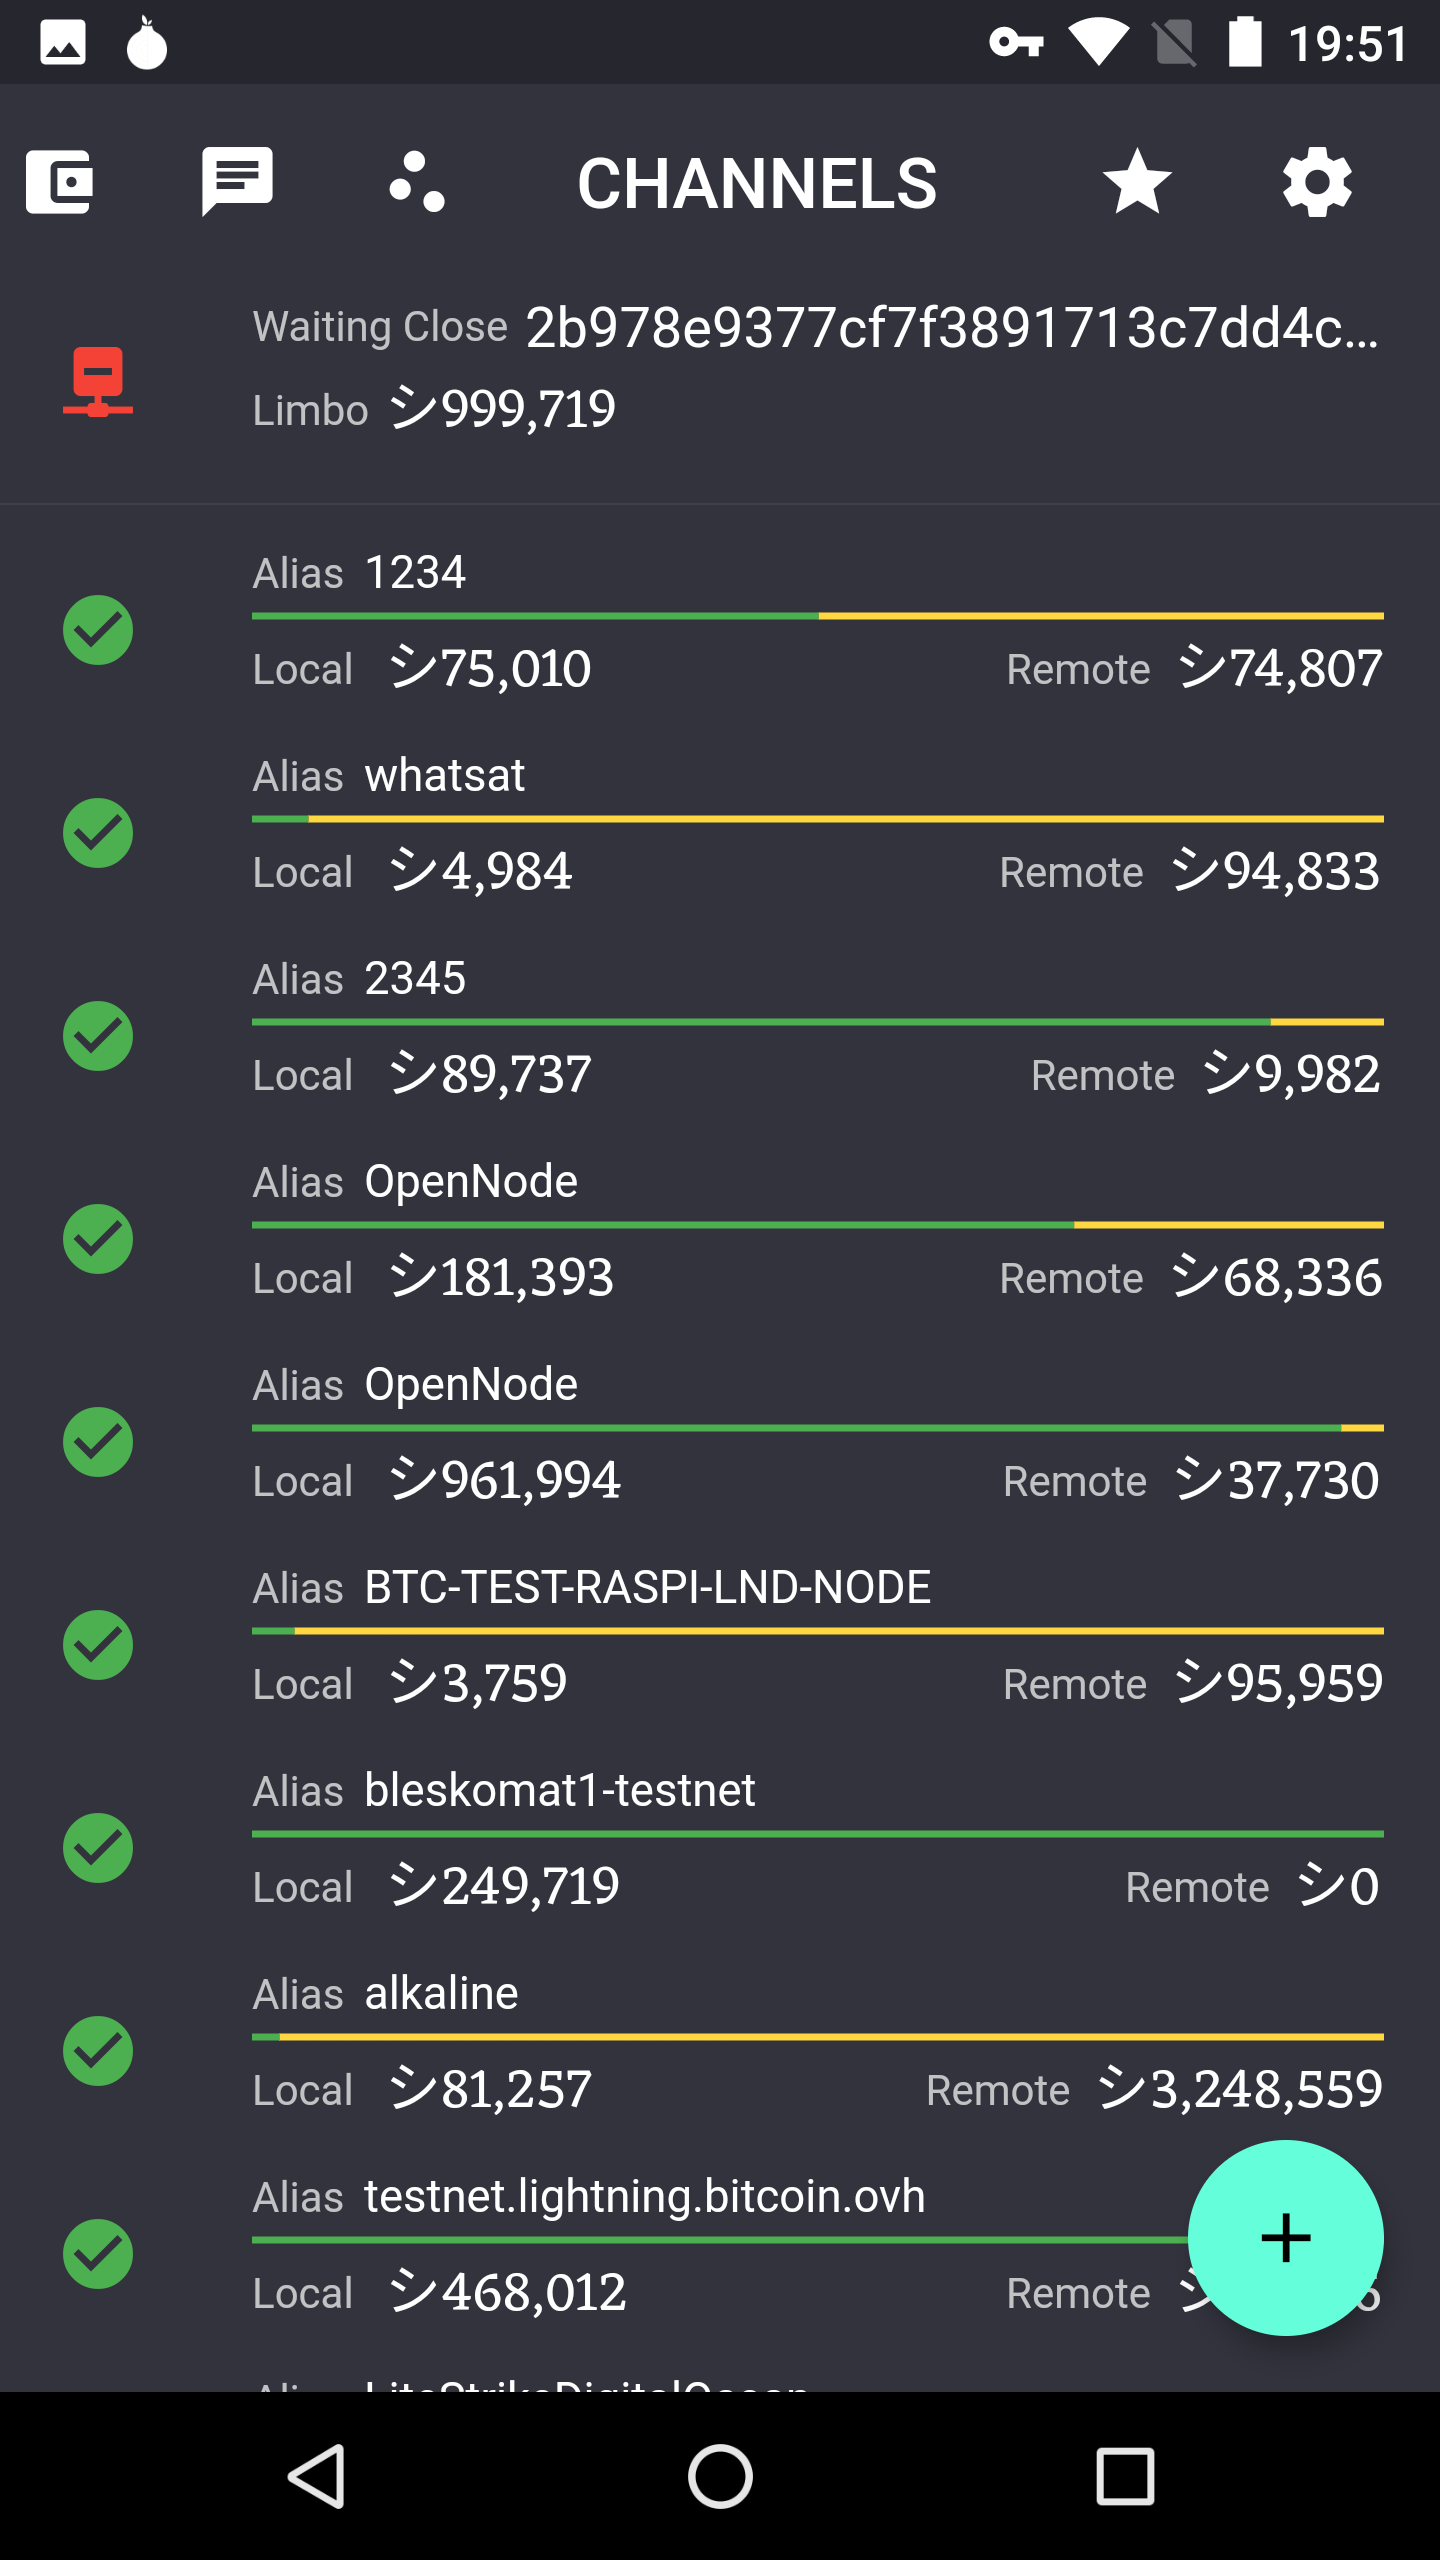 19:51
CHANNELS
Waiting Close 2b978e9377cf7f3891713c7dd4c...
Limbo シ999,719
Alias 1234
Local シ75,010 Remote シ74,807
Alias whatsat
Local シ4,984 Remote シ94,833
Alias 2345
Local シ89,737 Remote シ9,982
Alias OpenNode
Local シ181,393 Remote シ68,336
Alias OpenNode
Local シ961,994 Remote シ37,730
Alias BTC-TEST-RASPI-LND-NODE
Local シ3,759 Remote シ95,959
Alias bleskomat1-testnet
Local シ249,719 Remote シ0
Alias alkaline
Local シ81,257 Remote シ3,248,559
Alias testnet.lightning.bitcoin.ovh
Local シ468,012 Remote
Alias LiteStrikeDigitalOcean